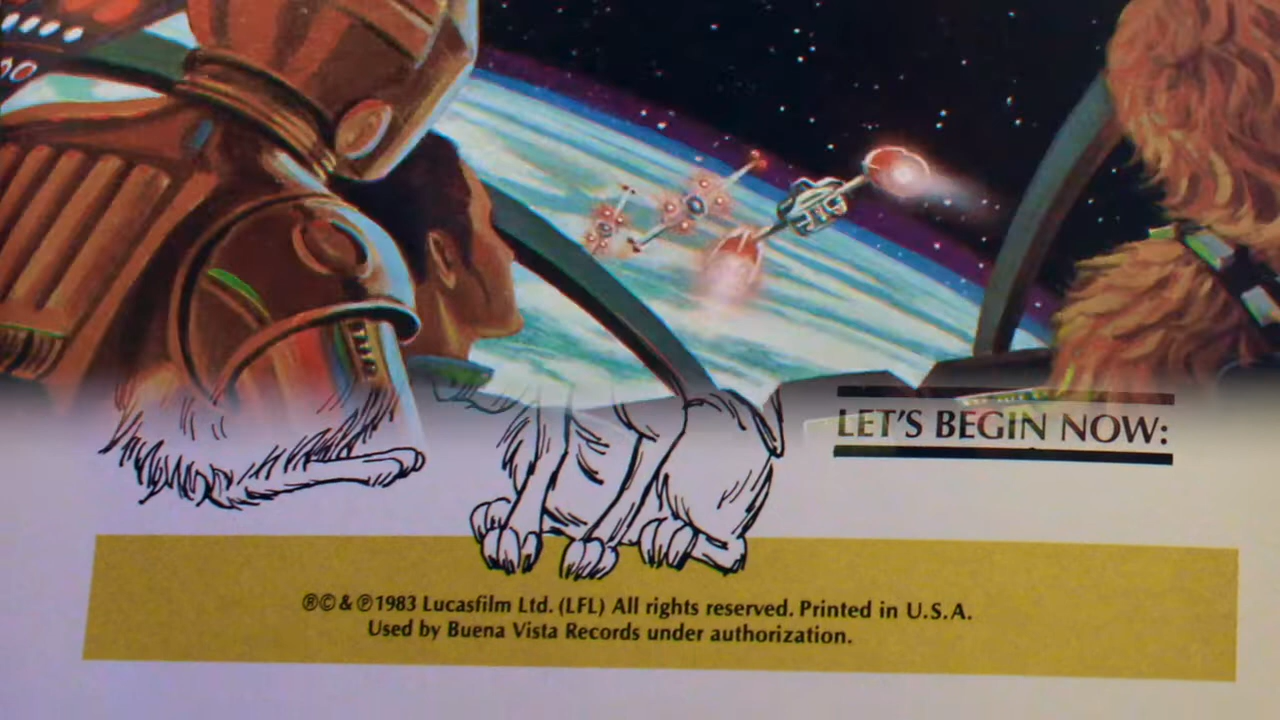 LET'S BEGIN NOW:
®©&℗1983 Lucasfilm Ltd. (LFL) All rights reserved. Printed in U.S.A.
Used by Buena Vista Records under authorization.